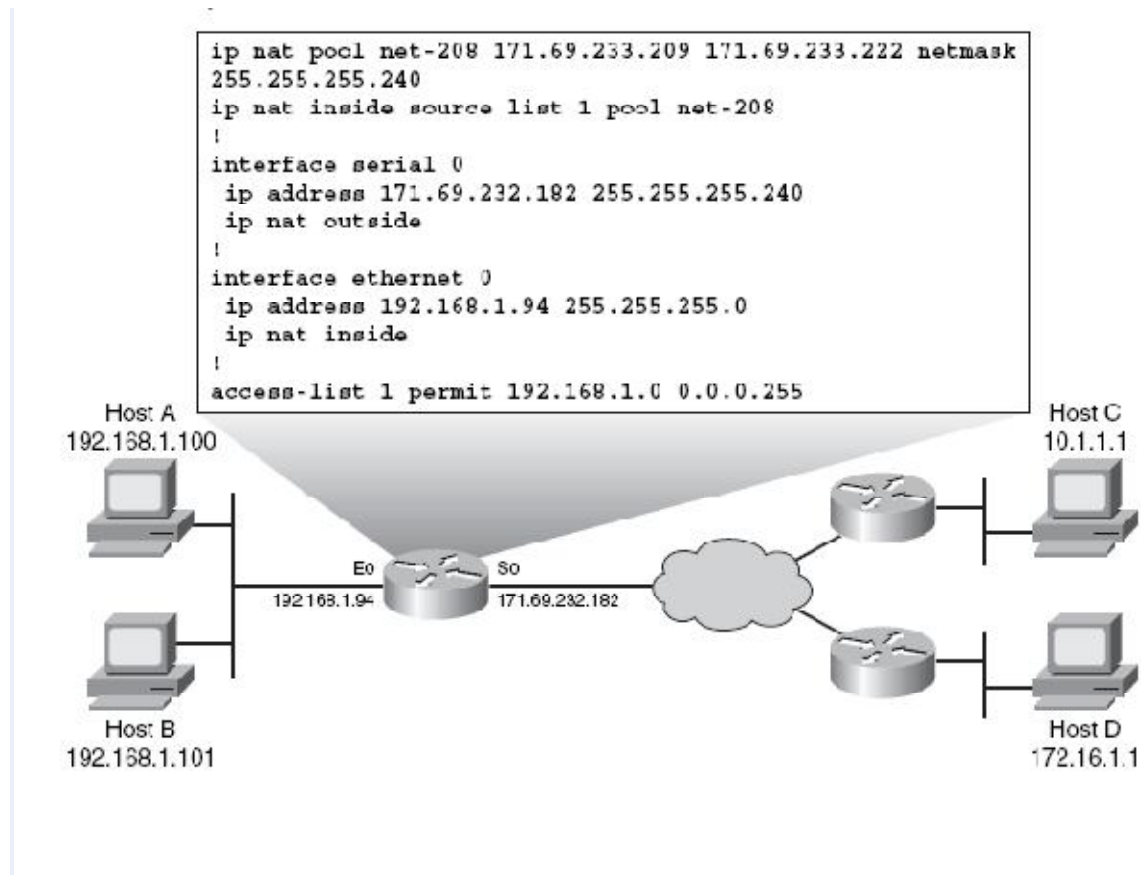 ip nat pool net-208 171.69.233.209 171.69.233.222 netmask
255.255.255.240
ip nat inside source list 1 pool net-208
!
interface serial 0
ip address 171.69.232.182 255.255.255.240
ip nat outside
!
interface ethernet 0
ip address 192.168.1.94 255.255.255.0
ip nat inside
!
access-list 1 permit 192.168.1.0 0.0.0.255
Host A
192.168.1.100
Host C
10.1.1.1
E0
S0
192.168.1.94
171.69.232.182
Host B
192.168.1.101
Host D
172.16.1.1